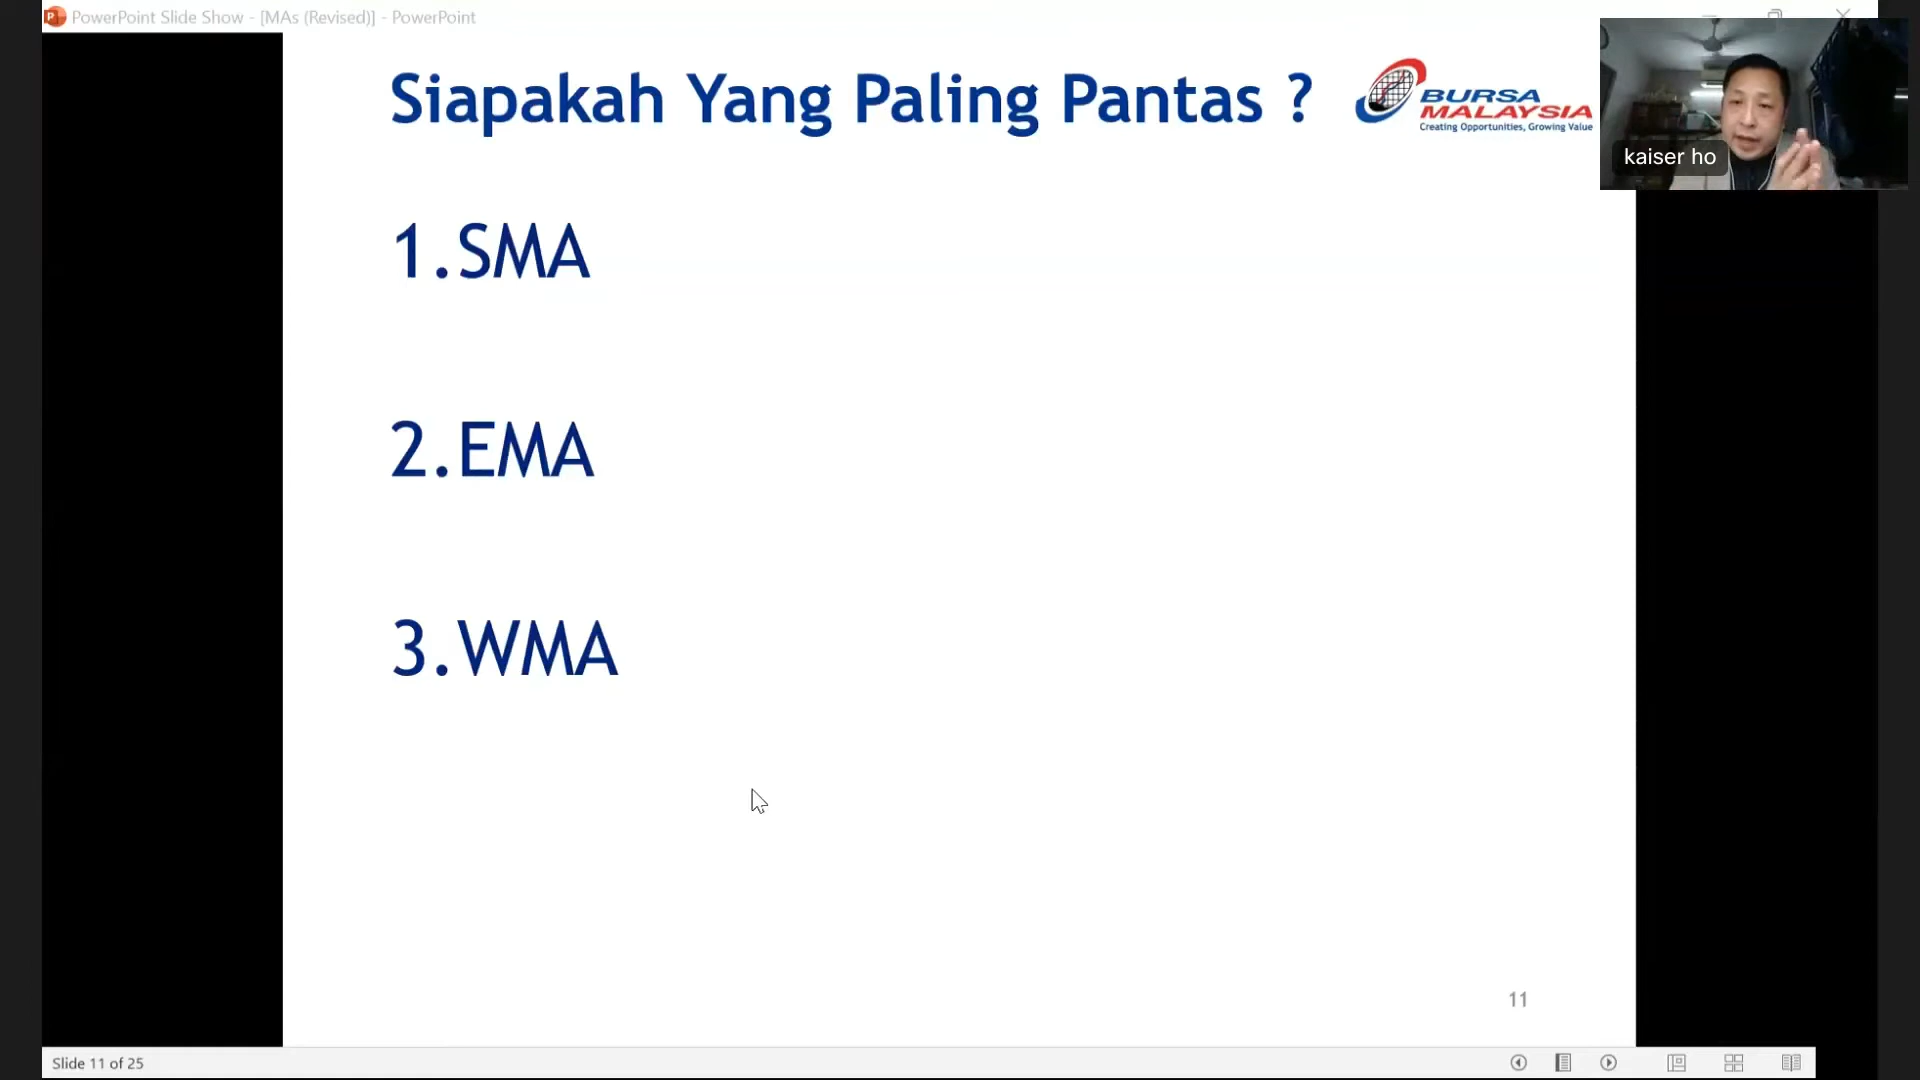 PowerPoint Slide Show - [MAs (Revised)] - PowerPoint
Siapakah Yang Paling Pantas ?
BURSA
MALAYSIA
Creating Opportunities, Growing Value
kaiser ho
1.SMA
2.EMA
3.WMA
11
Slide 11 of 25